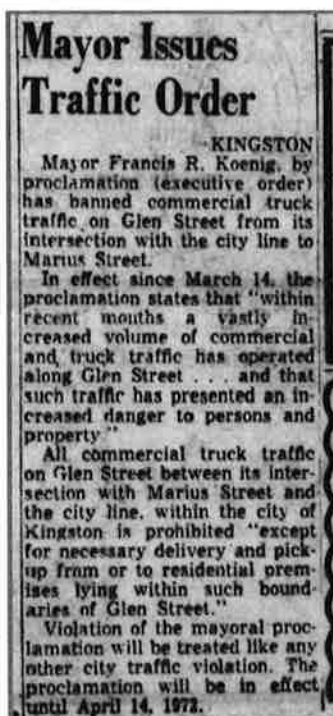 Mayor Issues
Traffic Order
KINGSTON
Mayor Francis R. Koenig, by
proclamation (executive order)
has banned commercial truck
traffic on Glen Street from its
intersection with the city line to
Marius Street.
In effect since March 14, the
proclamation states that "within
recent months a vastly in-
creased volume of commercial
and truck traffic has operated
along Glen Street . . . and that
such traffic has presented an in-
creased danger to persons and
property"
All commercial truck traffic
on Glen Street between its inter-
section with Marius Street and
the city line, within the city of
Kingston is prohibited "except
for necessary delivery and pick-
up from or to residential prem-
ises lying within such bound-
aries of Glen Street."
Violation of the mayoral proc-
lamation will be treated like any
other city traffic violation. The
proclamation will be in effect
until April 14, 1972.